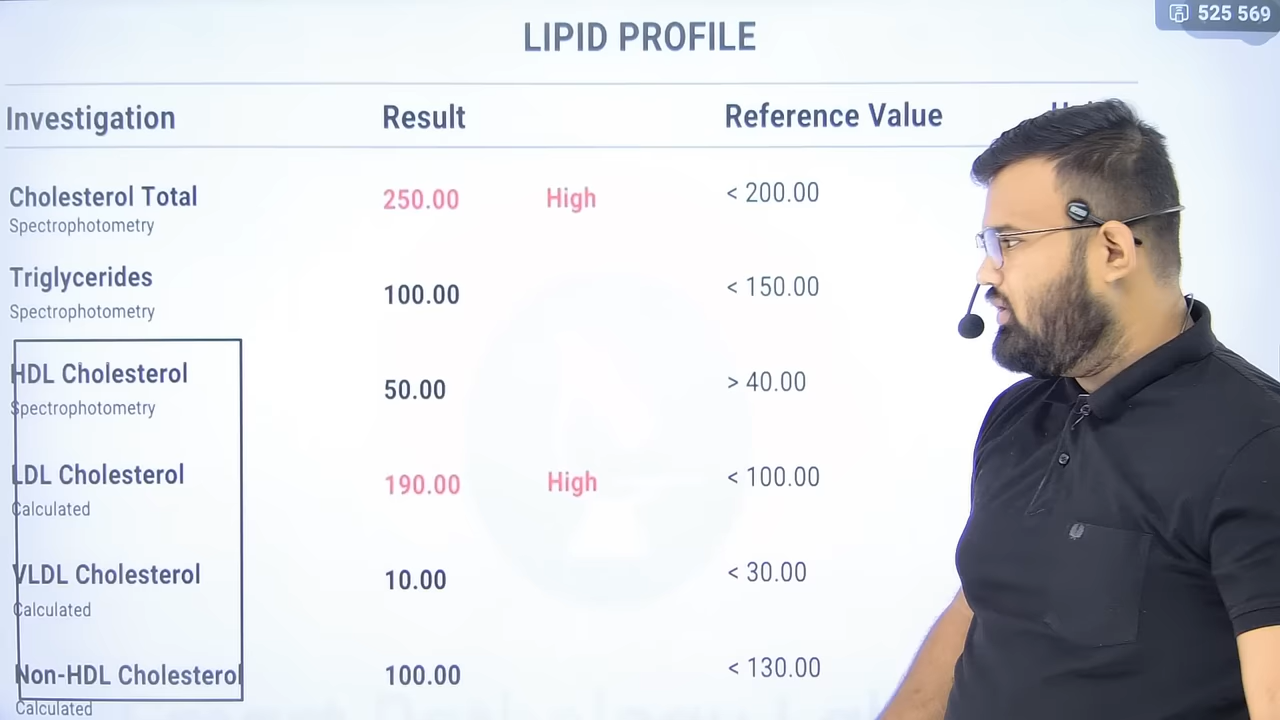 525 569
LIPID PROFILE
Investigation Result Reference Value
Cholesterol Total 250.00 High < 200.00
Spectrophotometry
Triglycerides 100.00 < 150.00
Spectrophotometry
HDL Cholesterol 50.00 > 40.00
Spectrophotometry
LDL Cholesterol 190.00 High < 100.00
Calculated
VLDL Cholesterol 10.00 < 30.00
Calculated
Non-HDL Cholesterol 100.00 < 130.00
Calculated